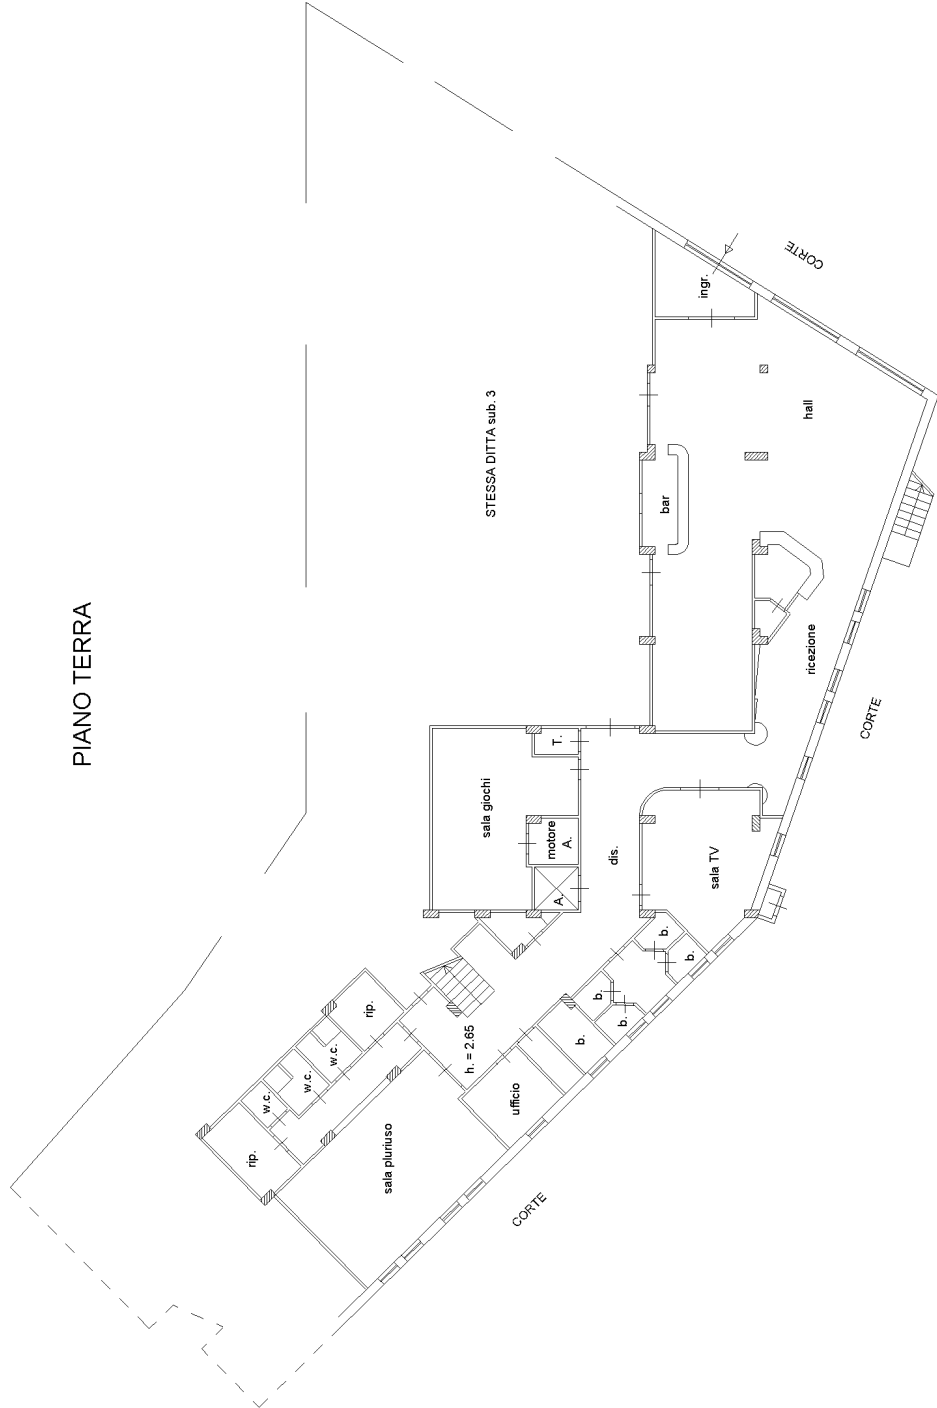 PIANO TERRA
STESSA DITTA sub. 3
CORTE
ingr.
hall
bar
ricezione
CORTE
T.
sala giochi
motore
A.
A.
dis.
sala TV
b.
b.
b.
b.
b.
h. = 2.65
rip.
w.c.
w.c.
w.c.
rip.
ufficio
sala pluriuso
CORTE